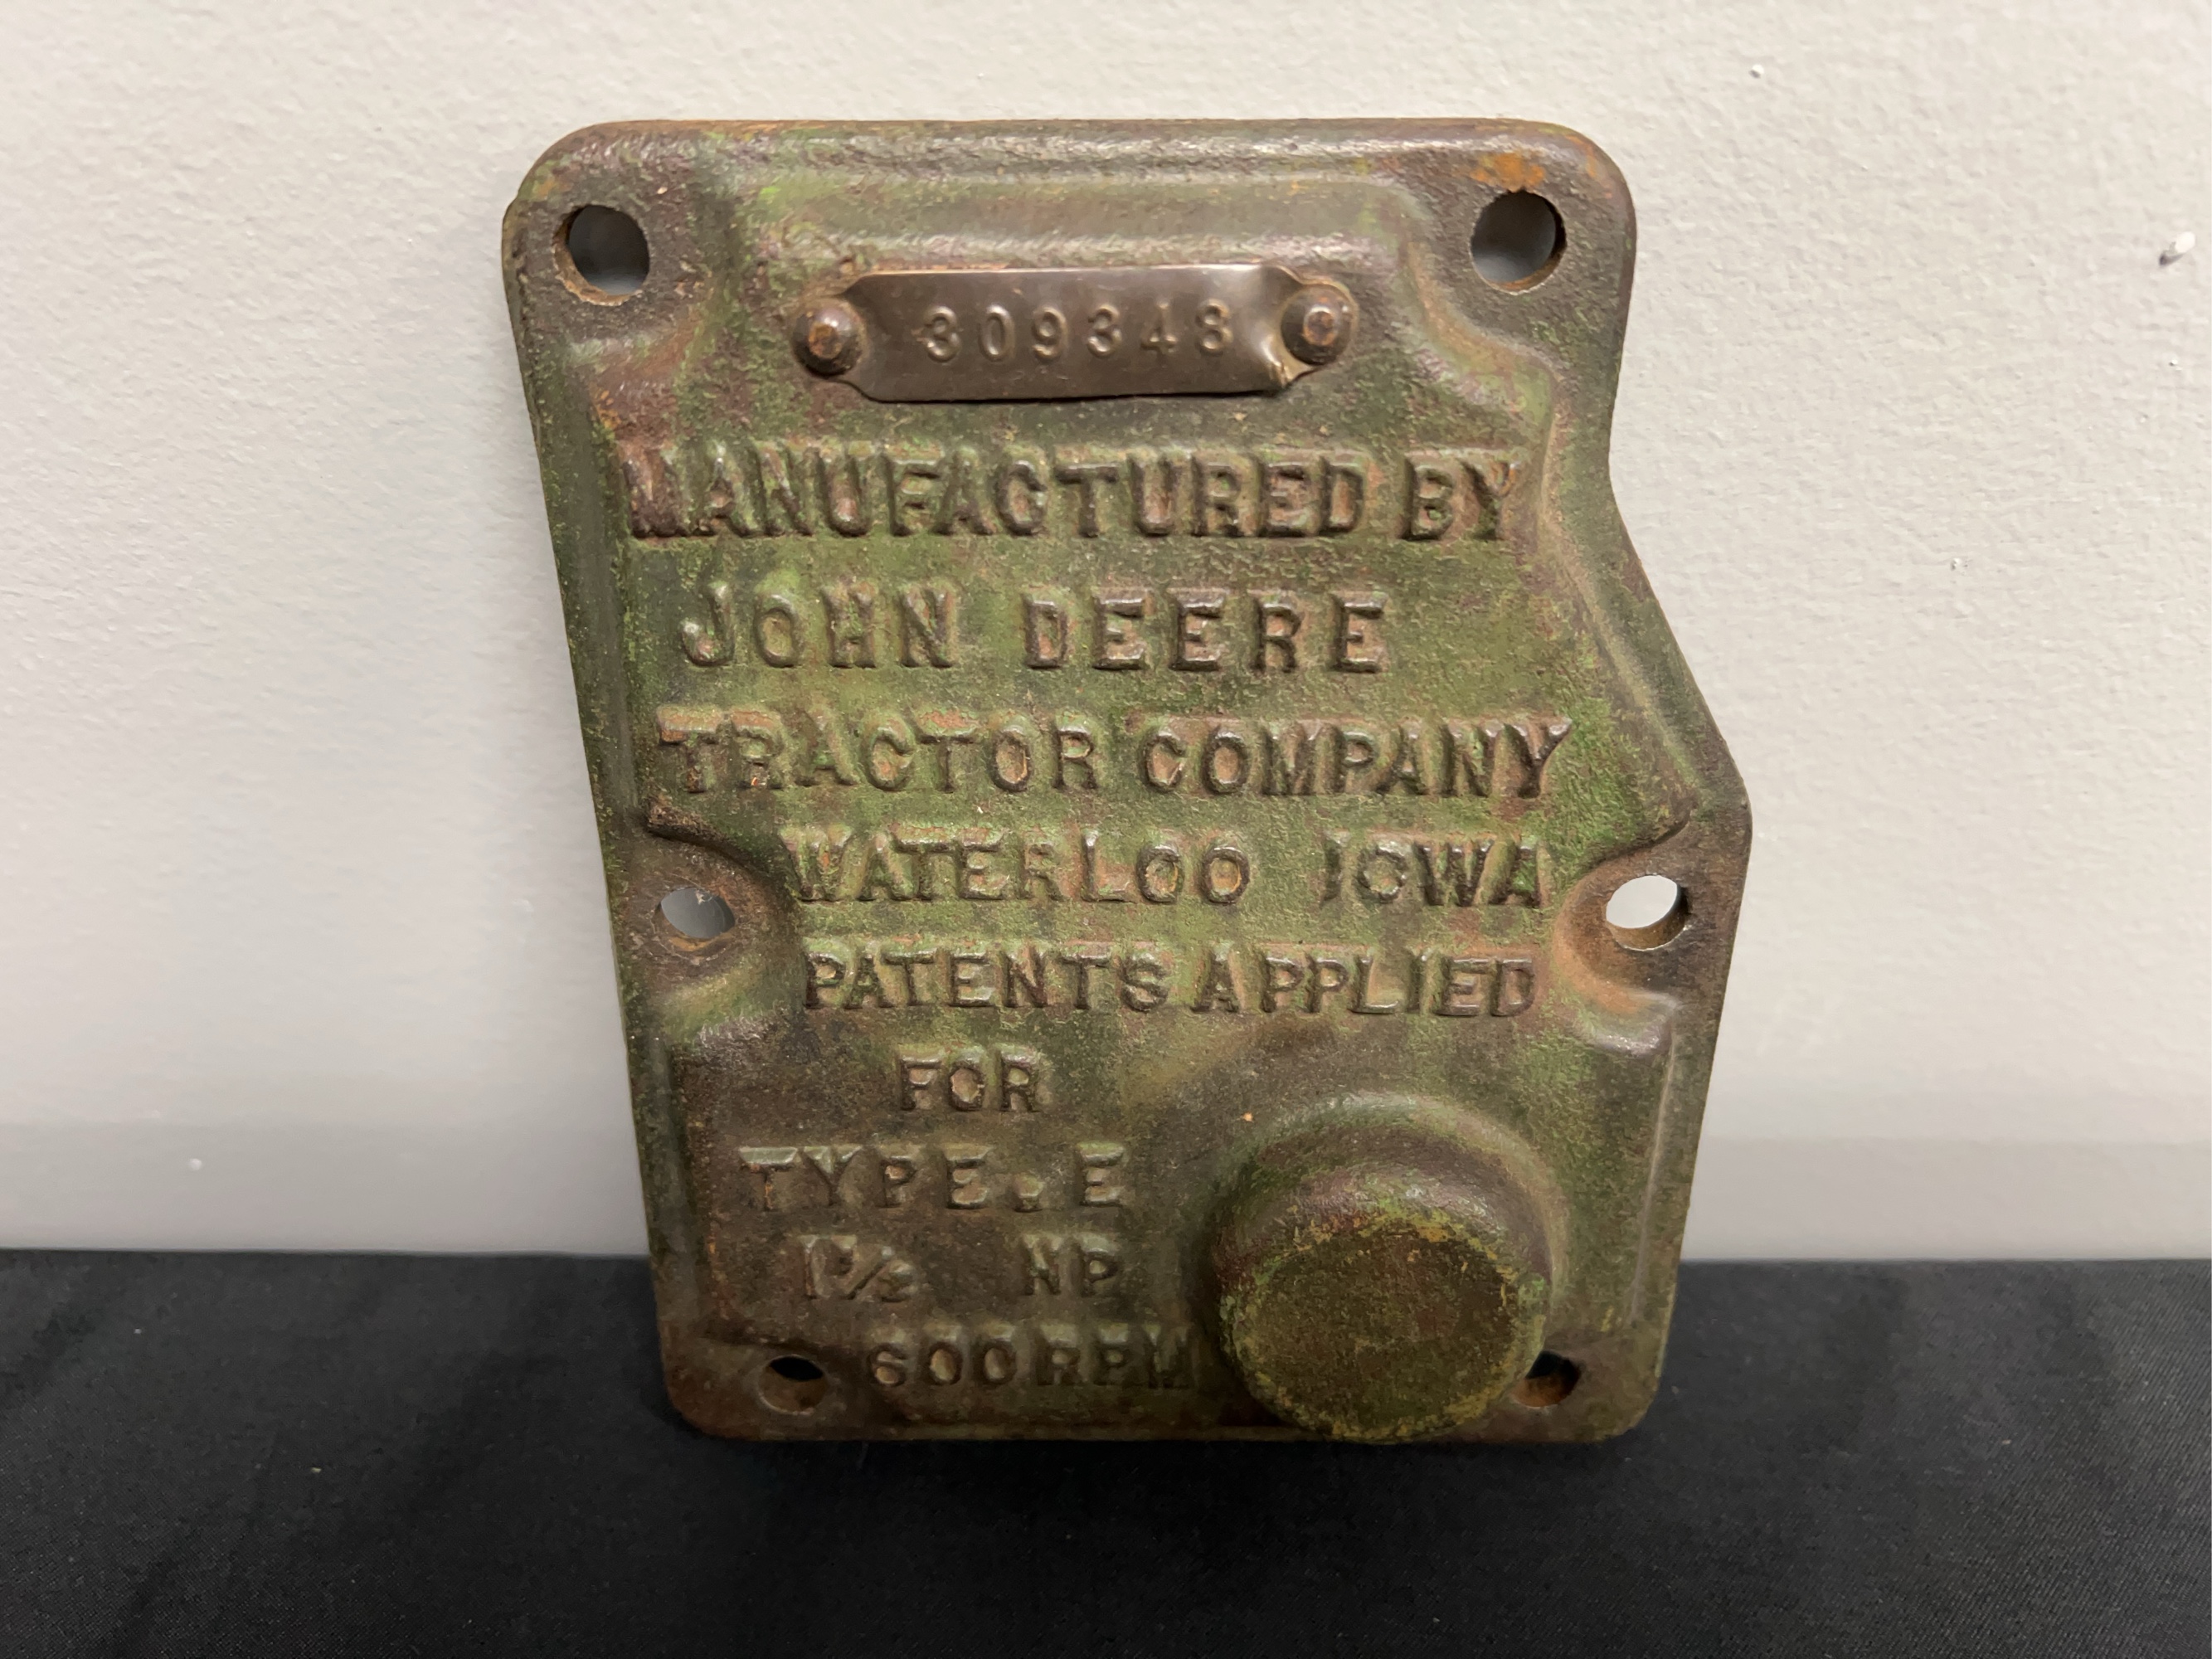 309348
MANUFACTURED BY
JOHN DEERE
TRACTOR COMPANY
WATERLOO IOWA
PATENTS APPLIED
FOR
TYPE.E
1½ HP
600 RPM